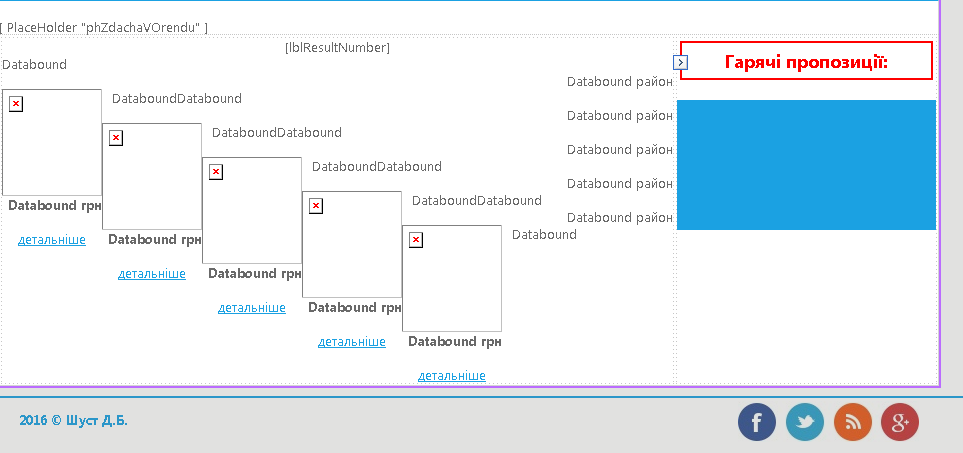 [ PlaceHolder "phZdachaVOrendu" ]
[lblResultNumber]
Гарячі пропозиції:
Databound
Databound район
DataboundDatabound
Databound район
DataboundDatabound
Databound район
DataboundDatabound
Databound район
DataboundDatabound
Databound грн
Databound район
Databound
детальніше
Databound грн
детальніше
Databound грн
детальніше
Databound грн
детальніше
Databound грн
детальніше
2016 © Шуст Д.Б.
f
g+